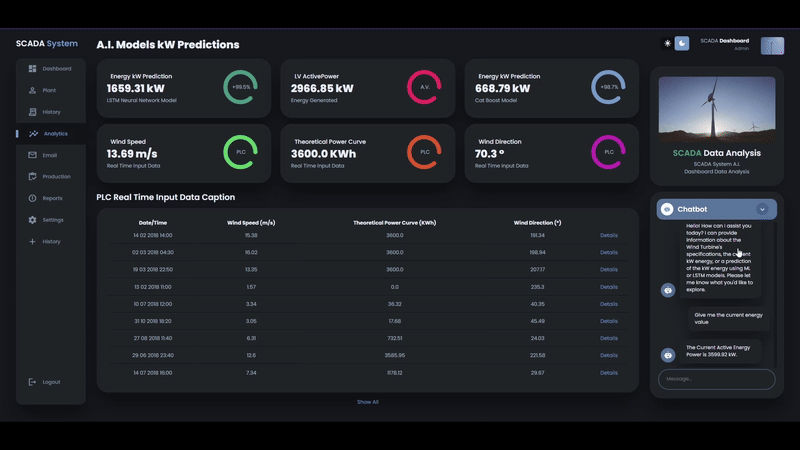 SCADA System
Dashboard
Plant
History
Analytics
Email
Production
Reports
Settings
History
Logout
A.I. Models kW Predictions
SCADA Dashboard
Admin
Energy kW Prediction
1659.31 kW
LSTM Neural Network Model
+99.5%
LV ActivePower
2966.85 kW
Energy Generated
A.V.
Energy kW Prediction
668.79 kW
Cat Boost Model
+98.7%
Wind Speed
13.69 m/s
Real Time Input Data
PLC
Theoretical Power Curve
3600.0 KWh
Real Time Input Data
PLC
Wind Direction
70.3 º
Real Time Input Data
PLC
PLC Real Time Input Data Caption
Date/Time Wind Speed (m/s) Theoretical Power Curve (KWh) Wind Direction (º)
14 02 2018 14:00 15.38 3600.0 191.34 Details
02 03 2018 04:30 16.02 3600.0 198.94 Details
19 03 2018 22:50 13.35 3600.0 207.17 Details
13 02 2018 11:00 1.57 0.0 235.3 Details
10 07 2018 12:00 3.34 36.32 40.35 Details
31 10 2018 18:20 3.05 17.68 45.49 Details
27 08 2018 11:40 6.31 732.51 24.03 Details
29 06 2018 23:40 12.6 3585.95 221.58 Details
14 07 2018 16:00 7.34 1178.12 29.67 Details
Show All
SCADA Data Analysis
SCADA System A.I.
Dashboard Data Analysis
Chatbot
Hello! How can I assist you
today? I can provide
information about the
Wind Turbine's
specifications, the
kW energy, or a prediction
of the kW energy using ML
or LSTM models. Please let
me know what you'd like to
explore.
Give me the current energy
value
The Current Active Energy
Power is 3599.92 kW.
Message...